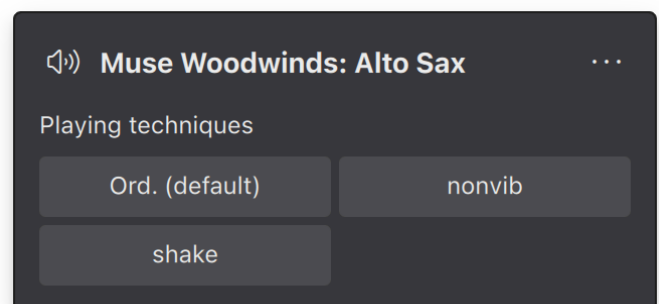 Muse Woodwinds: Alto Sax
Playing techniques
Ord. (default)
nonvib
shake